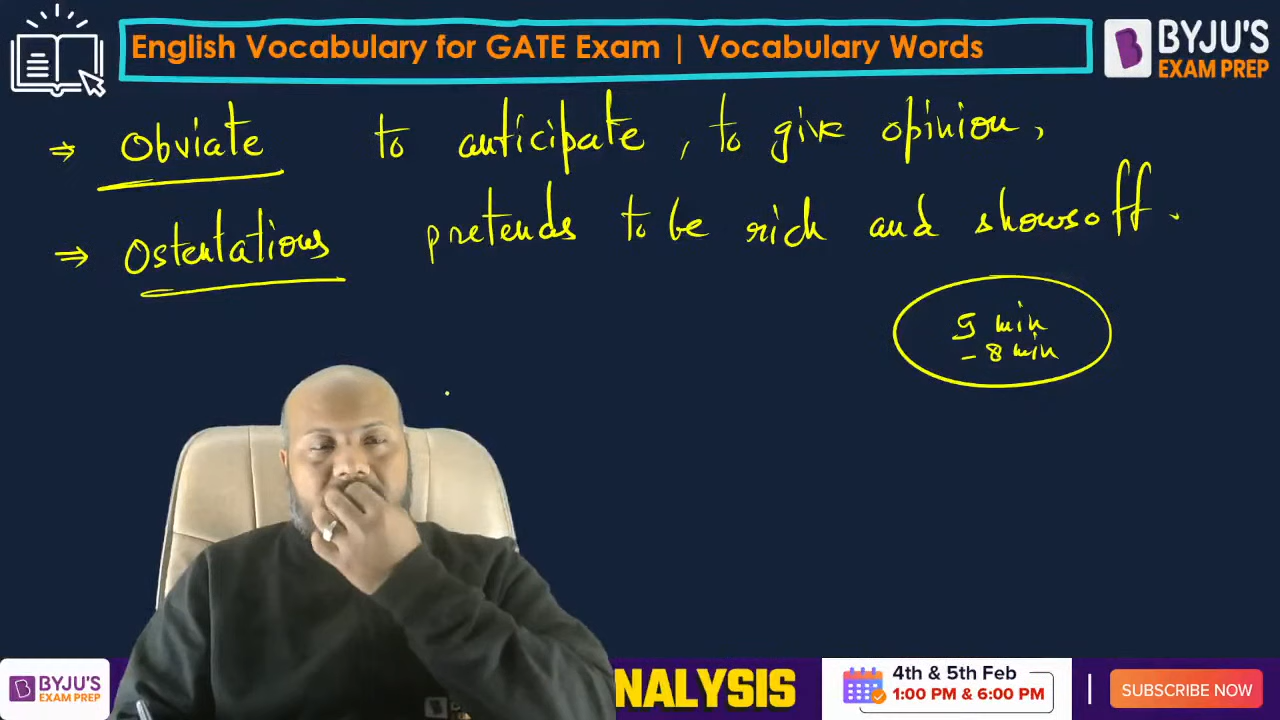 English Vocabulary for GATE Exam | Vocabulary Words
BYJU'S
EXAM PREP
⇒ Obviate to anticipate, to give opinion,
⇒ Ostentatious pretends to be rich and shows off.
5 min
- 8 min
BYJU'S
EXAM PREP
NALYSIS
4th & 5th Feb
1:00 PM & 6:00 PM
SUBSCRIBE NOW